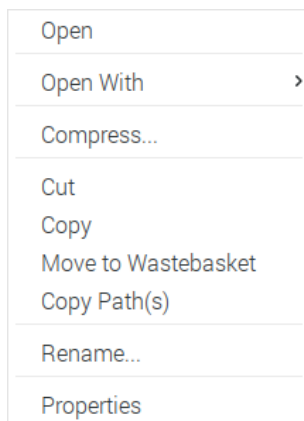 Open
Open With
Compress...
Cut
Copy
Move to Wastebasket
Copy Path(s)
Rename...
Properties